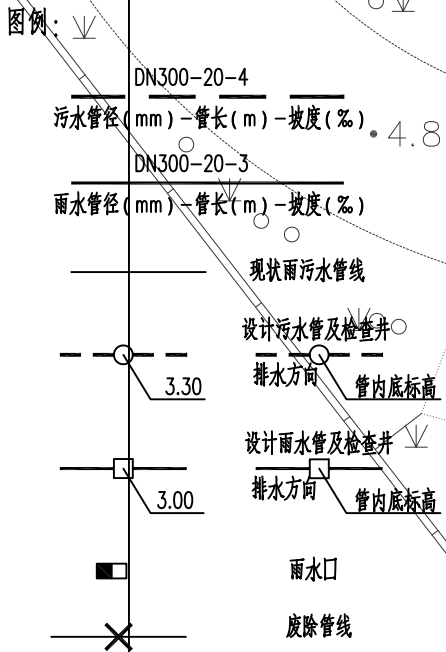 图例:
DN300-20-4
污水管径(mm)-管长(m)-坡度(‰)
4.8
DN300-20-3
雨水管径(mm)-管长(m)-坡度(‰)
现状雨污水管线
设计污水管及检查井
排水方向
3.30
管内底标高
设计雨水管及检查井
排水方向
3.00
管内底标高
雨水口
废除管线